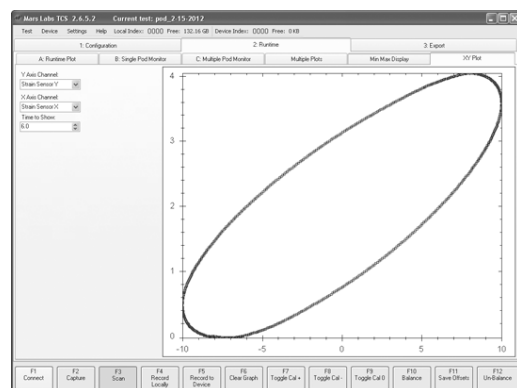 Mars Labs TCS 2.6.5.2 Current test: ped_2-15-2012
Test Device Settings Help Local Index: 0000 Free: 132.16 GB Device Index: 0000 Free: 0 KB
1: Configuration 2: Runtime 3: Export
A: Runtime Plot B: Single Pod Monitor C: Multiple Pod Monitor Multiple Plots Min Max Display XY Plot
Y Axis Channel:
Strain Sensor Y
X Axis Channel:
Strain Sensor X
Time to Show:
6.0
4
3
2
1
0
-10 -5 0 5 10
F1 F2 F3 F4 F5 F6 F7 F8 F9 F10 F11 F12
Connect Capture Scan Record Locally Record to Device Clear Graph Toggle Cal + Toggle Cal - Toggle Cal 0 Balance Save Offsets Un-Balance